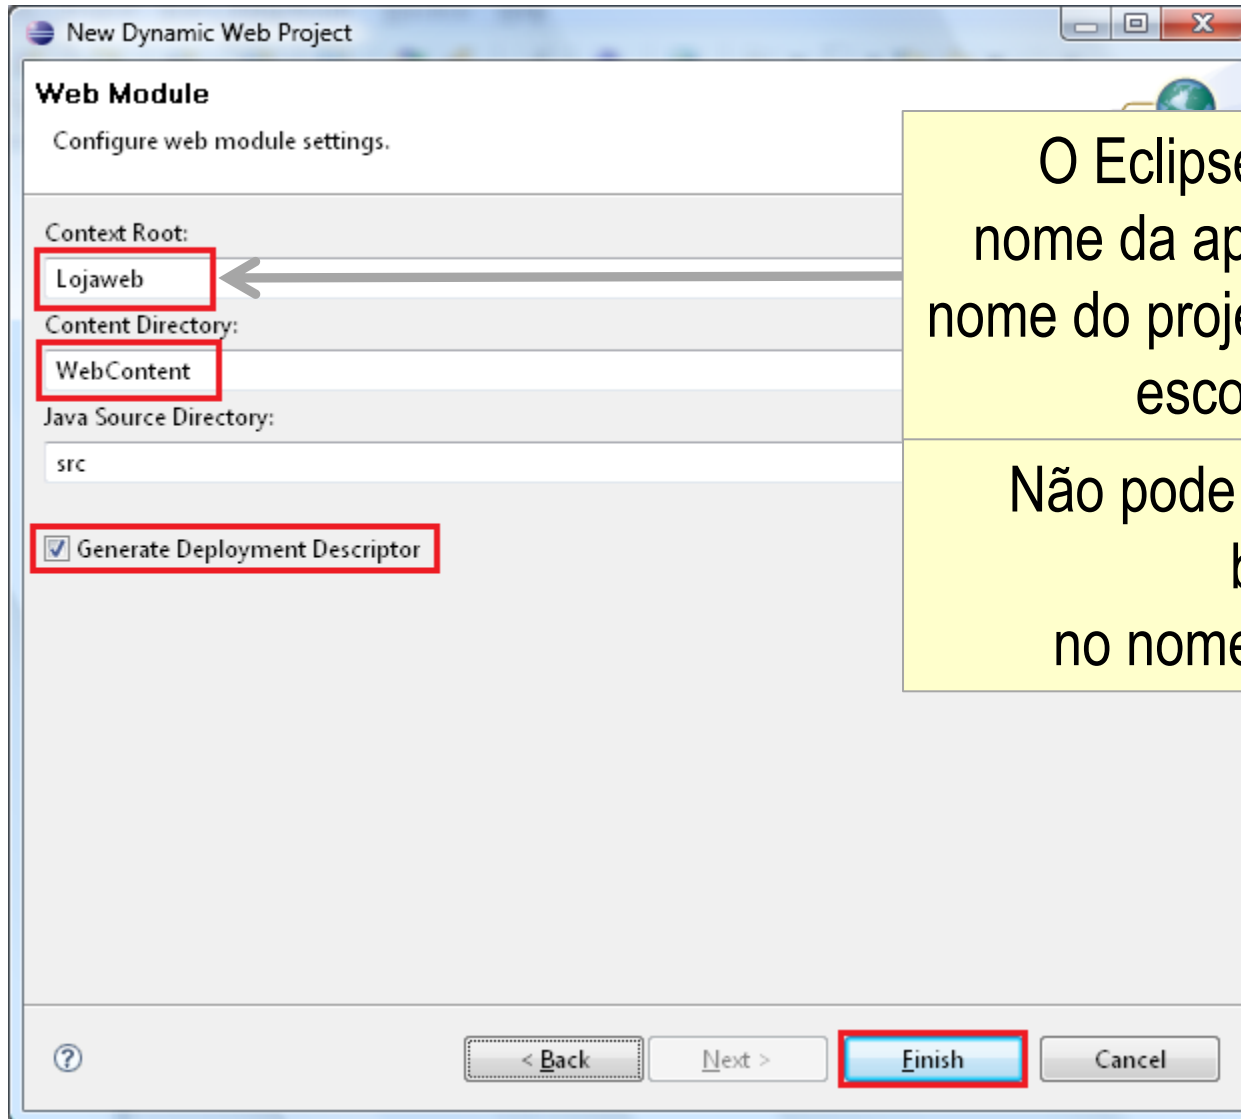 New Dynamic Web Project
Web Module
Configure web module settings.
Context Root:
Lojaweb
Content Directory:
WebContent
Java Source Directory:
src
Generate Deployment Descriptor
O Eclipse
nome da ap
nome do proje
esco
Não pode
no nome
< Back
Next >
Finish
Cancel